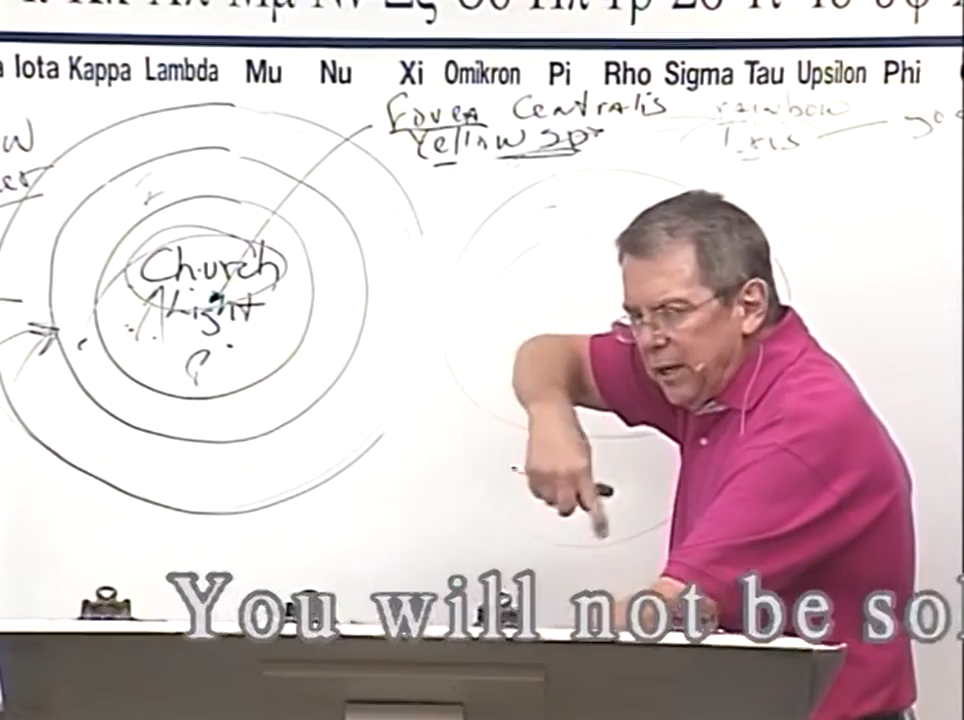 Iota Kappa Lambda Mu Nu Xi Omikron Pi Rho Sigma Tau Upsilon Phi
Fovea Centralis
Yellow spot
rainbow
Iris
Church
Light
?
You will not be sol